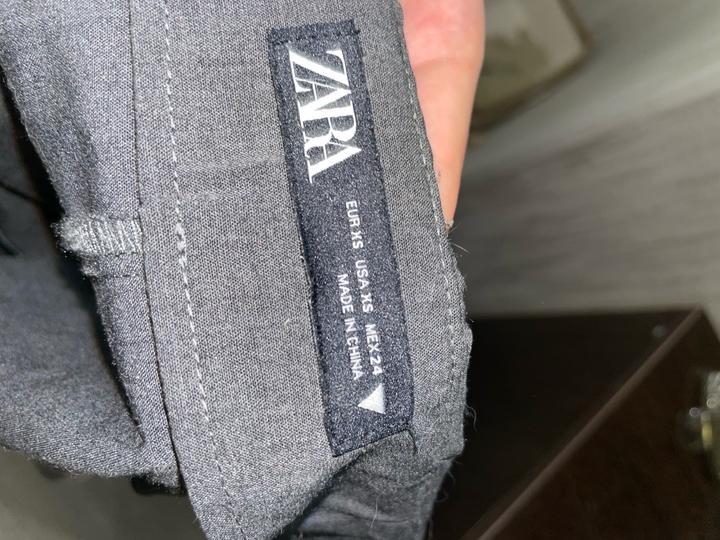 ZARA
EUR XS USA XS MEX 24
MADE IN CHINA